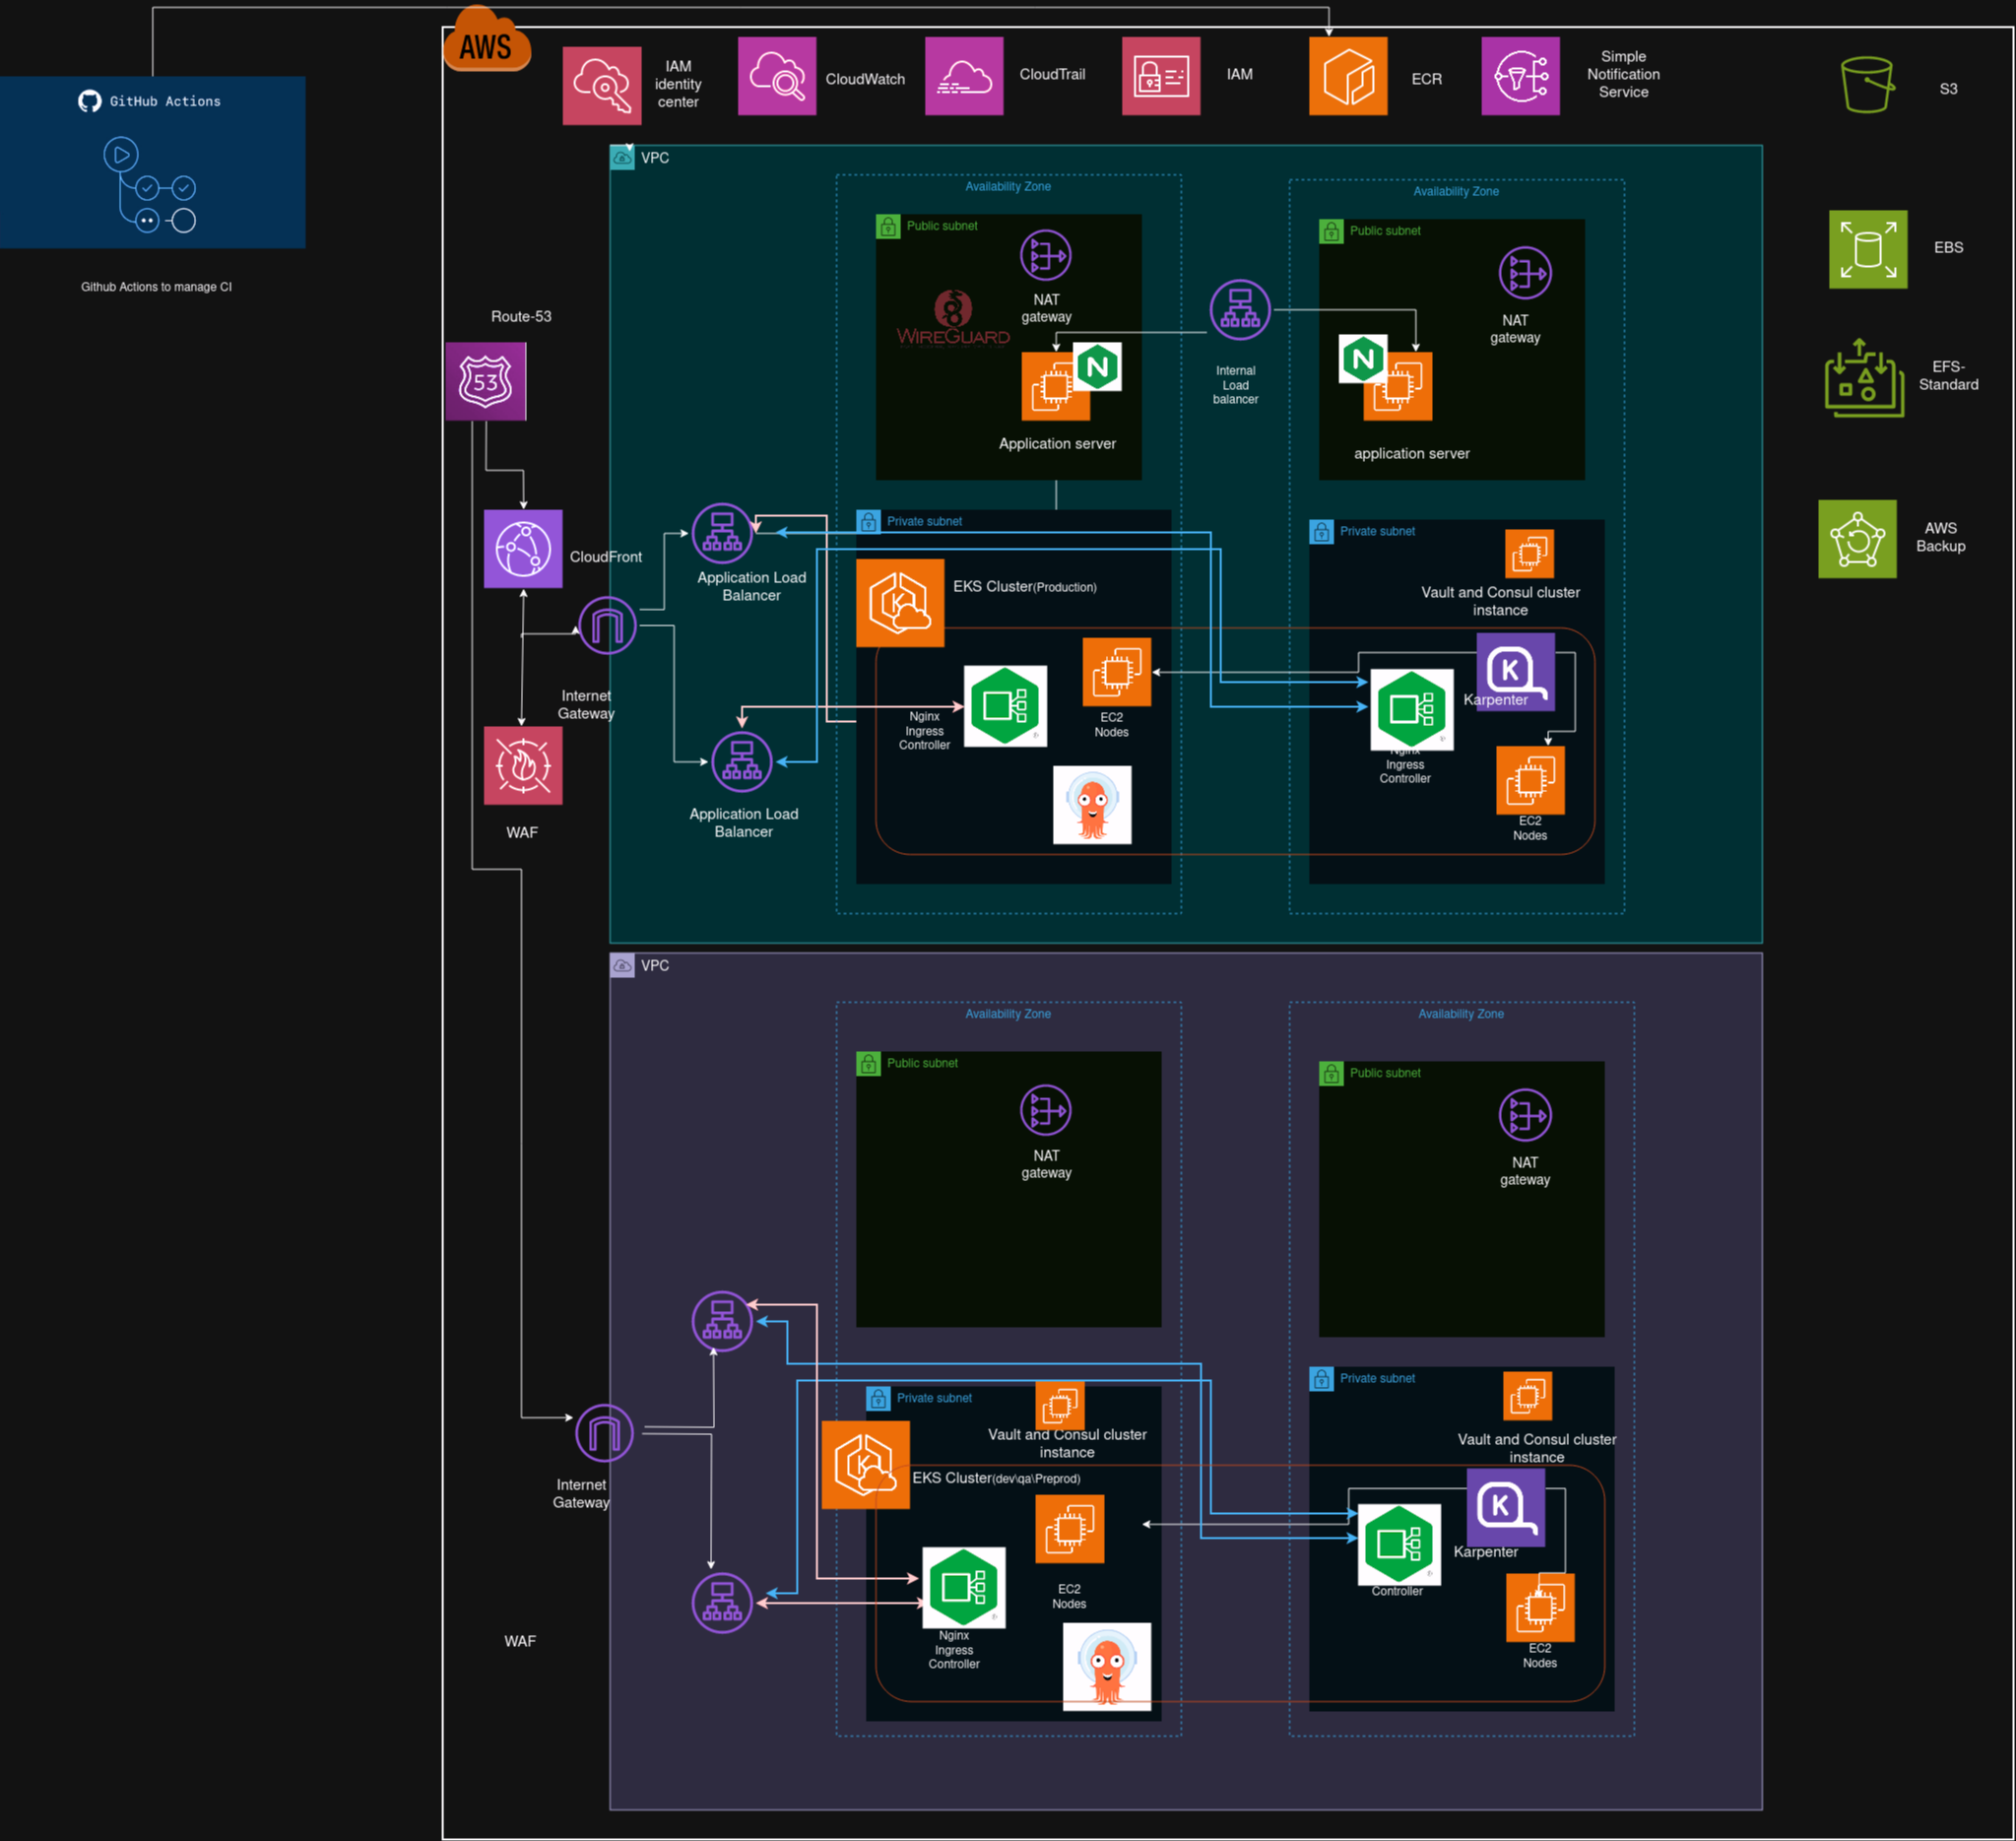 AWS
IAM
identity
center
CloudWatch
CloudTrail
IAM
ECR
Simple
Notification
Service
S3
GitHub Actions
Github Actions to manage CI
VPC
Availability Zone
Availability Zone
Public subnet
Public subnet
NAT
gateway
NAT
gateway
WIREGUARD
N
N
Internal
Load
balancer
Application server
application server
EBS
EFS-
Standard
AWS
Backup
Route-53
53
CloudFront
Internet
Gateway
WAF
Application Load
Balancer
Application Load
Balancer
Private subnet
Private subnet
EKS Cluster(Production)
K
Vault and Consul cluster
instance
Nginx
Ingress
Controller
EC2
Nodes
K
Karpenter
Nginx
Ingress
Controller
EC2
Nodes
VPC
Availability Zone
Availability Zone
Public subnet
Public subnet
NAT
gateway
NAT
gateway
Internet
Gateway
WAF
Private subnet
Private subnet
Vault and Consul cluster
instance
Vault and Consul cluster
instance
K
EKS Cluster(dev\qa\Preprod)
EC2
Nodes
Nginx
Ingress
Controller
K
Karpenter
Controller
EC2
Nodes